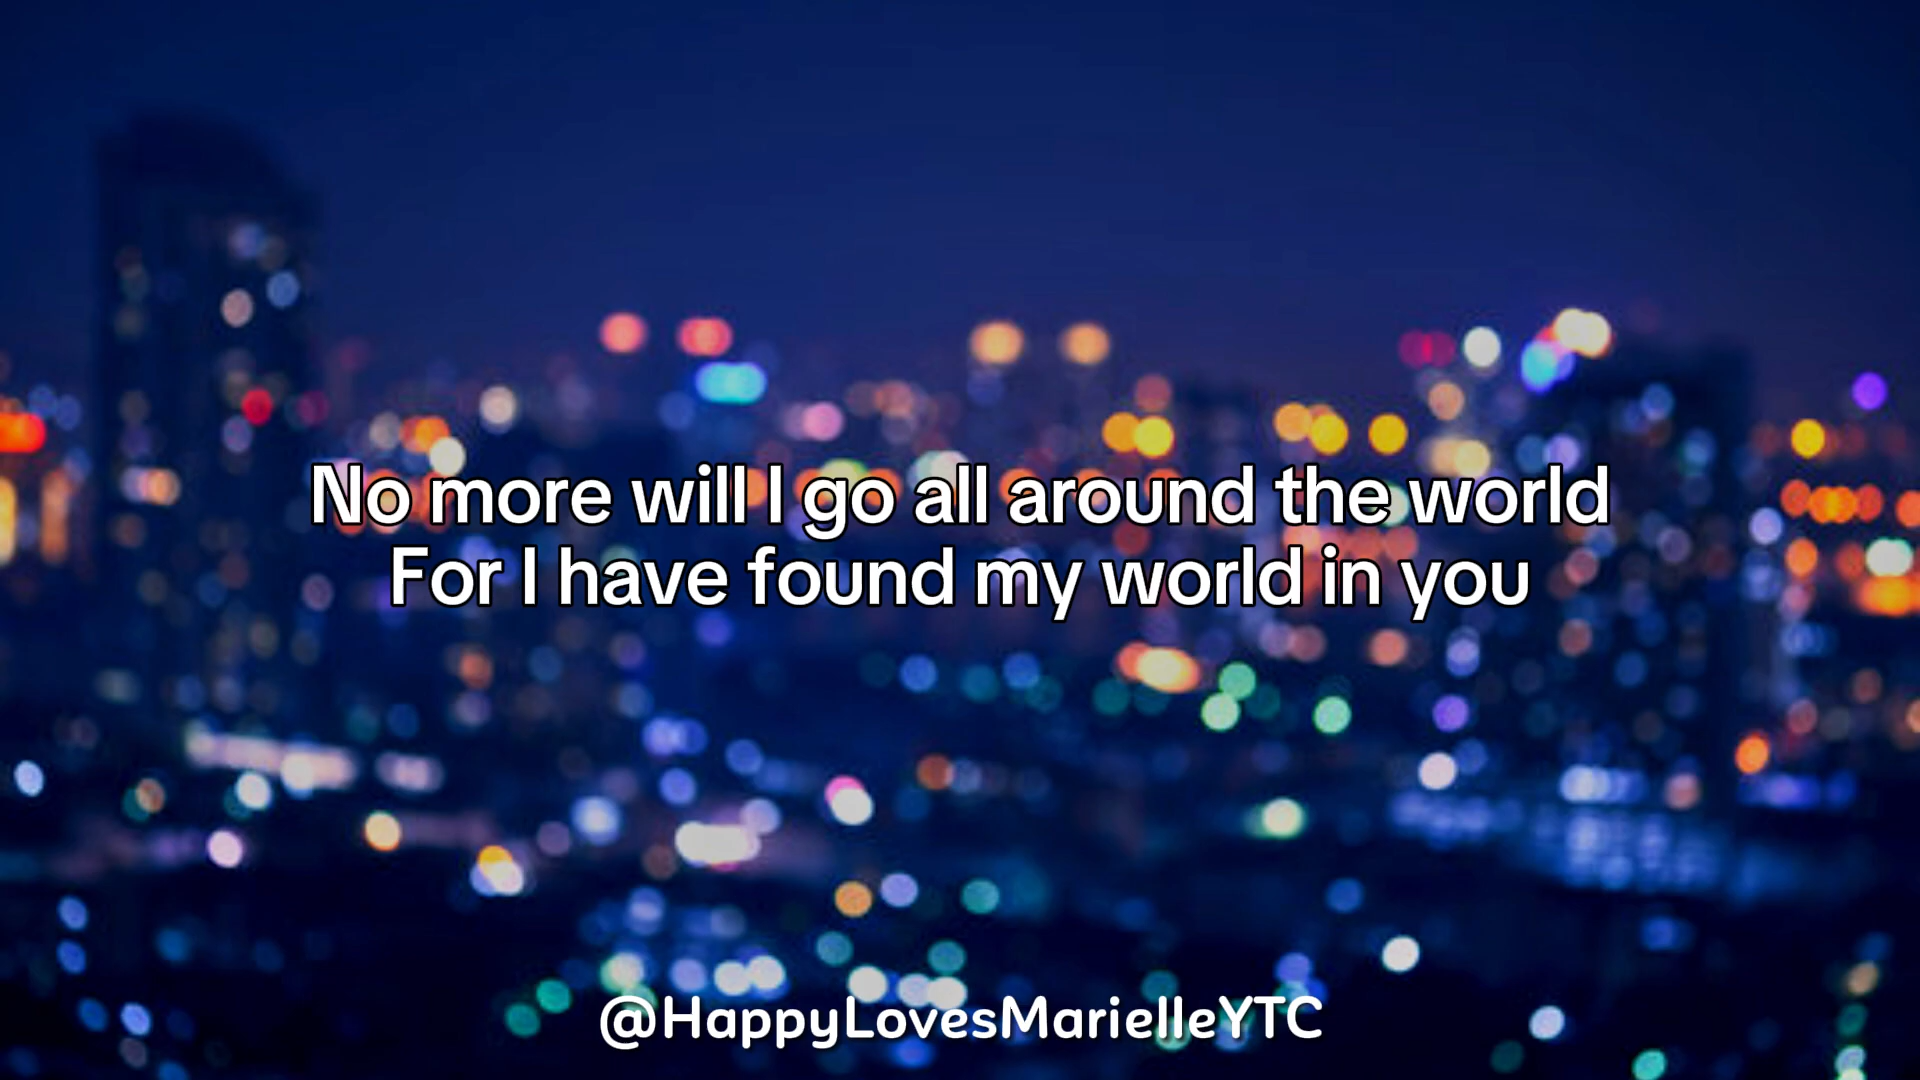 No more will I go all around the world
For I have found my world in you
@HappyLovesMarielleYTC